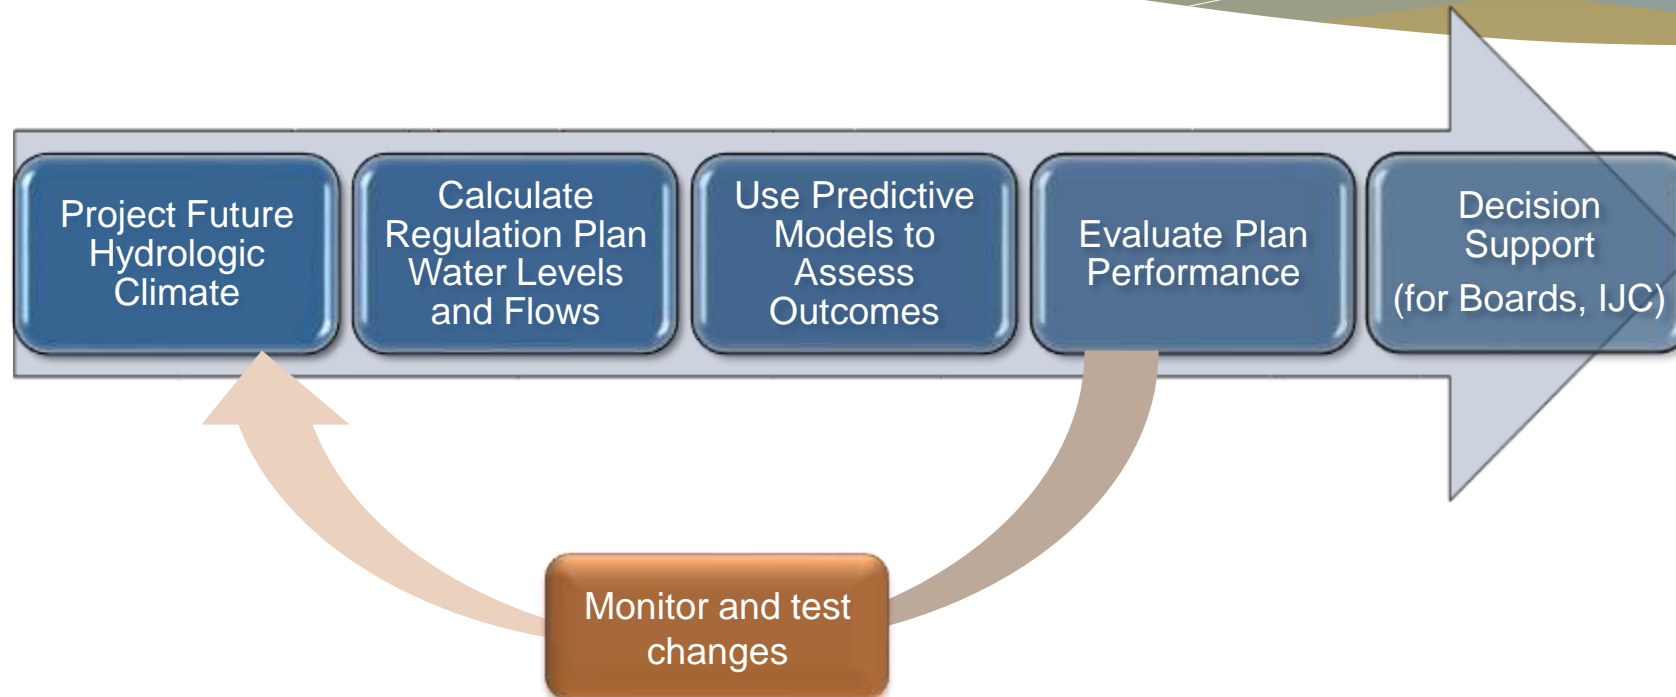 Project Future
Hydrologic
Climate
Calculate
Regulation Plan
Water Levels
and Flows
Use Predictive
Models to
Assess
Outcomes
Evaluate Plan
Performance
Decision
Support
(for Boards, IJC)
Monitor and test
changes